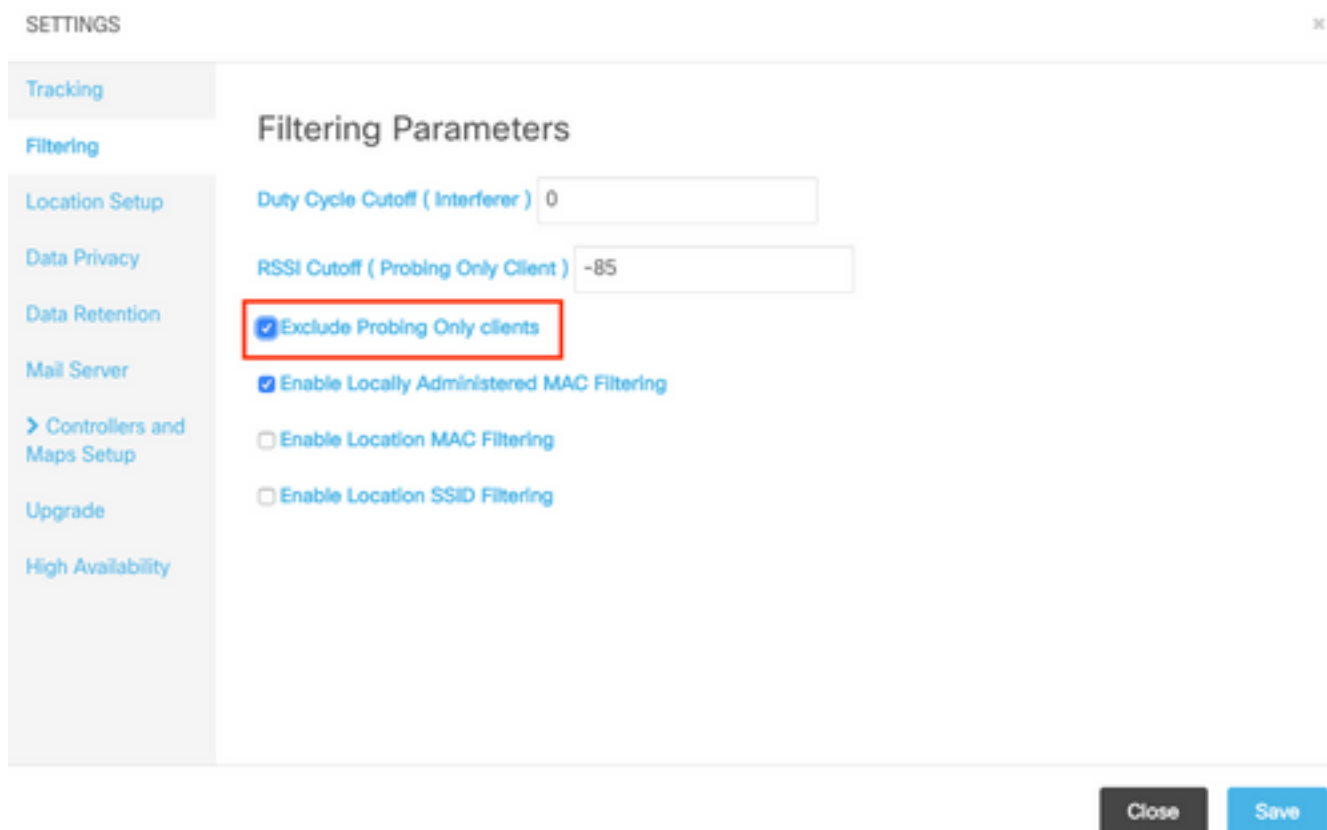 SETTINGS
×
Tracking
Filtering
Location Setup
Data Privacy
Data Retention
Mail Server
> Controllers and
Maps Setup
Upgrade
High Availability
Filtering Parameters
Duty Cycle Cutoff ( Interferer ) 0
RSSI Cutoff ( Probing Only Client ) -85
Exclude Probing Only clients
Enable Locally Administered MAC Filtering
Enable Location MAC Filtering
Enable Location SSID Filtering
Close Save